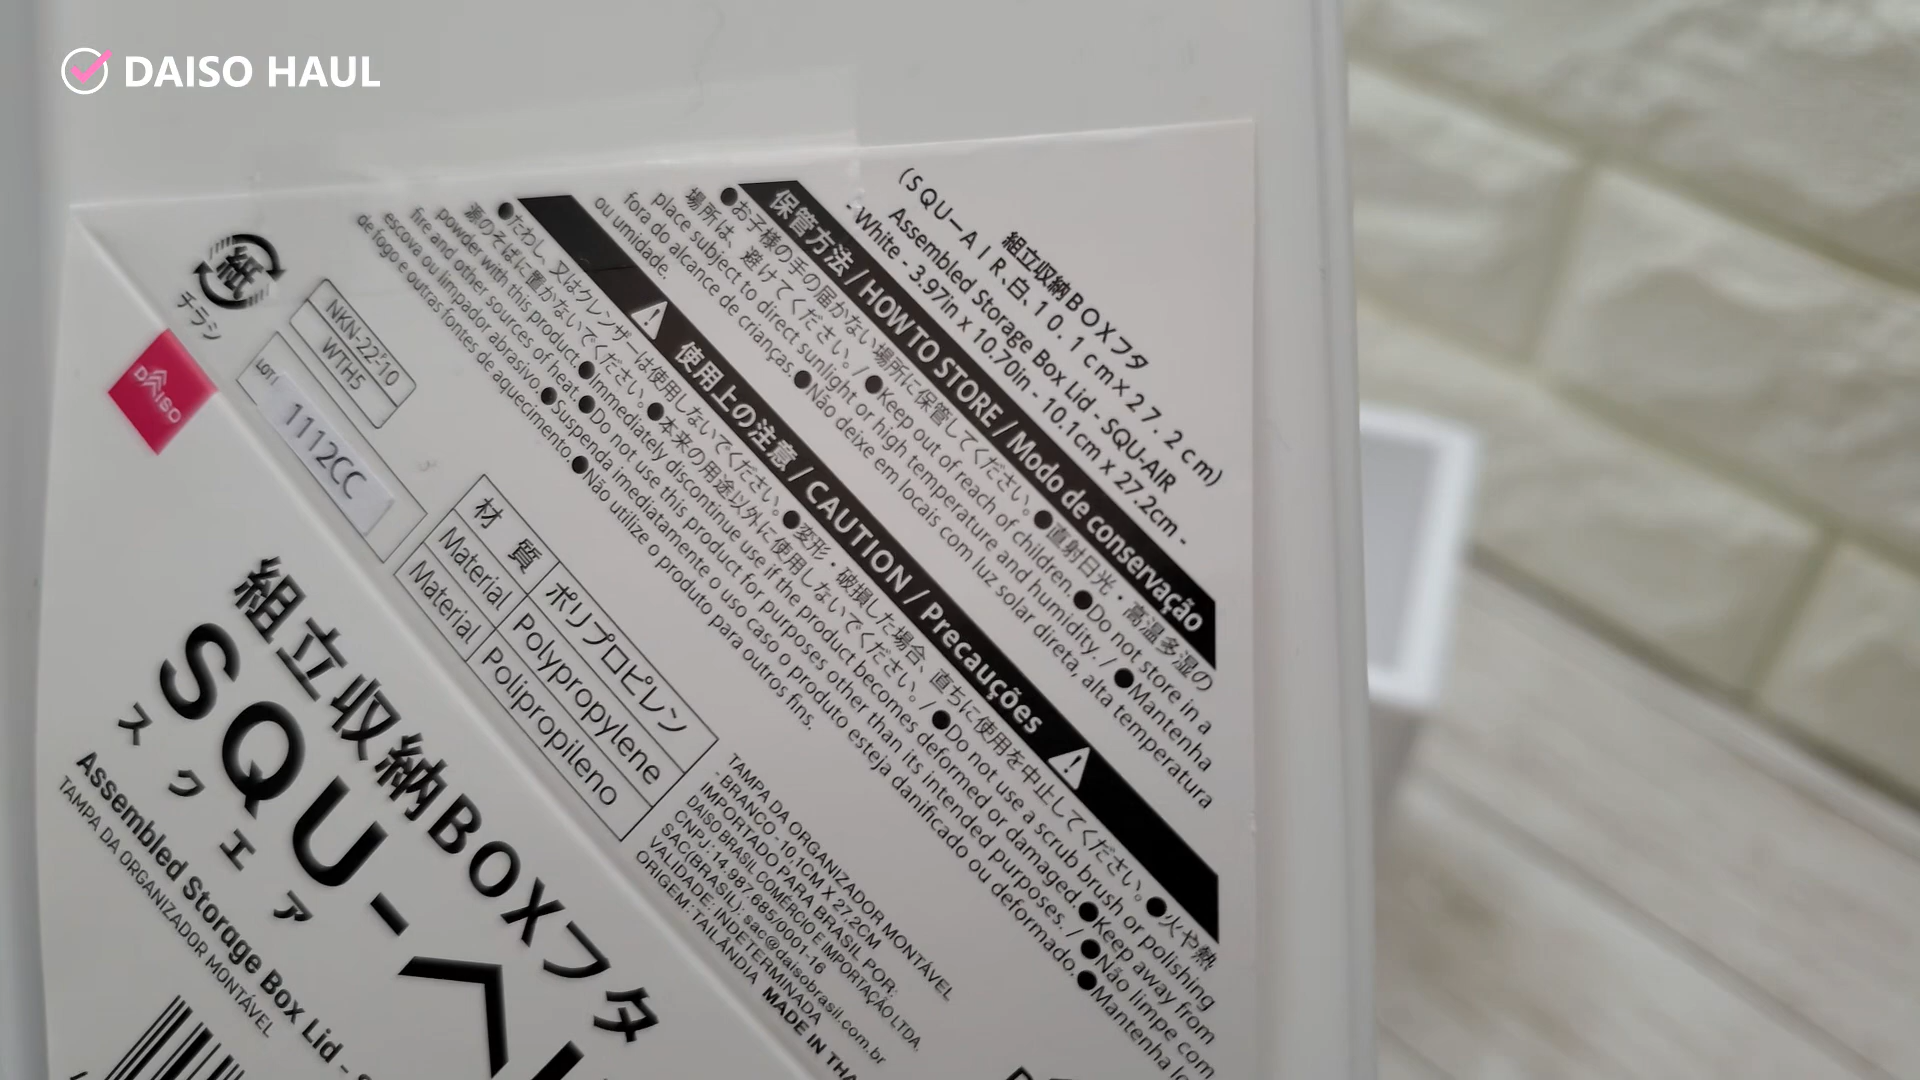 DAISO HAUL
組立収納BOXフタ
(SQU−AIR、白、10.1cm×27.2cm)
Assembled Storage Box Lid - SQU-AIR
- White - 3.97in x 10.70in - 10.1cm x 27.2cm -
保管方法 / HOW TO STORE / Modo de conservação
●お子様の手の届かない場所に保管してください。●直射日光・高温多湿の
場所は、避けてください。/ ●Keep out of reach of children.●Do not store in a
place subject to direct sunlight or high temperature and humidity. / ●Mantenha
fora do alcance de crianças.●Não deixe em locais com luz solar direta, alta temperatura
ou umidade.
使用上の注意 / CAUTION / Precauções
●たわし、又はクレンザーは使用しないでください。●変形・破損した場合、直ちに使用を中止してください。●火や熱
源のそばに置かないでください。●本来の用途以外に使用しないでください。/ ●Do not use a scrub brush or polishing
powder with this product.●Immediately discontinue use if the product becomes deformed or damaged.●Keep away from
fire and other sources of heat.●Do not use this product for purposes other than its intended purposes. / ●Não limpe com
escova ou limpador abrasivo.●Suspenda imediatamente o uso caso o produto esteja danificado ou deformado.●Mantenha
de fogo e outras fontes de aquecimento.●Não utilize o produto para outros fins.
紙
チラシ
NKN-22-10
WTH5
LOT/
1112CC
DAISO
材質 ポリプロピレン
Material Polypropylene
Material Polipropileno
TAMPA DA ORGANIZADOR MONTÁVEL
- BRANCO - 10,1CM X 27,2CM
IMPORTADO PARA BRASIL POR:
DAISO BRASIL COMÉRCIO E IMPORTAÇÃO LTDA.
CNPJ: 14.987.685/0001-16
SAC(BRASIL): sac@daisobrasil.com.br
VALIDADE: INDETERMINADA
ORIGEM: TAILÂNDIA MADE IN THA
組立収納BOXフタ
SQU-
スクエア
Assembled Storage Box Lid -
TAMPA DA ORGANIZADOR MONTÁVEL